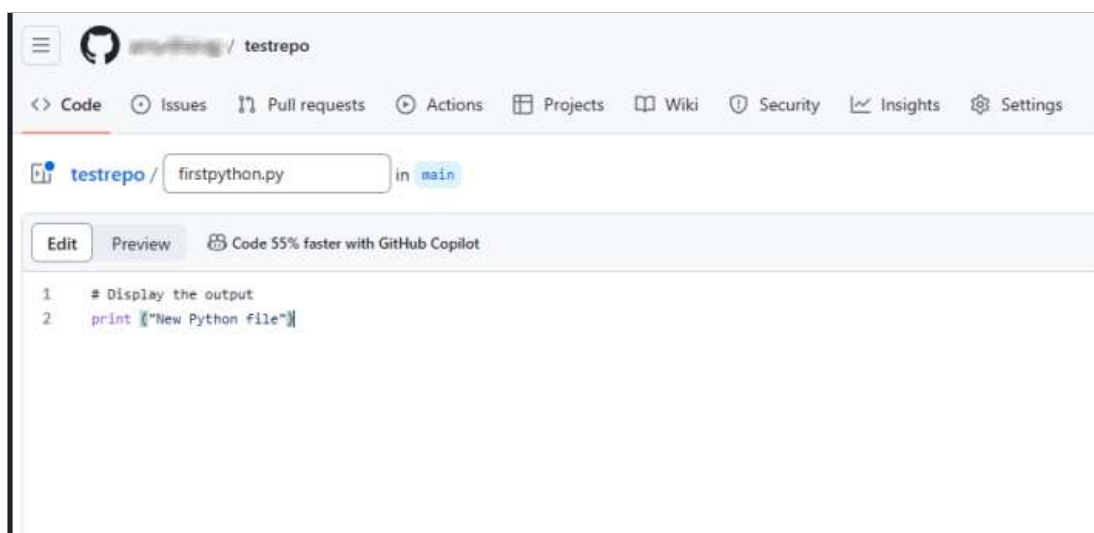 / testrepo
<> Code Issues Pull requests Actions Projects Wiki Security Insights Settings
testrepo / firstpython.py in main
Edit Preview Code 55% faster with GitHub Copilot
1 # Display the output
2 print ("New Python file")